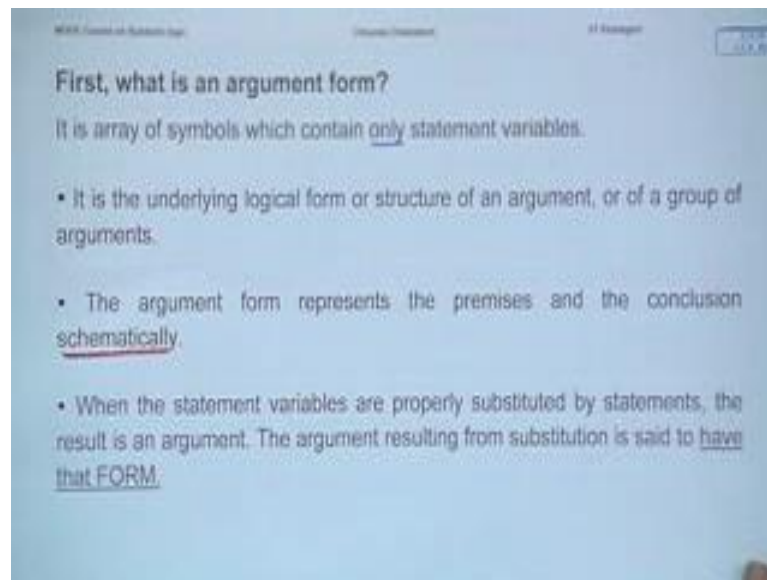 First, what is an argument form?
It is array of symbols which contain only statement variables.
• It is the underlying logical form or structure of an argument, or of a group of
arguments.
• The argument form represents the premises and the conclusion
schematically.
• When the statement variables are properly substituted by statements, the
result is an argument. The argument resulting from substitution is said to have
that FORM.